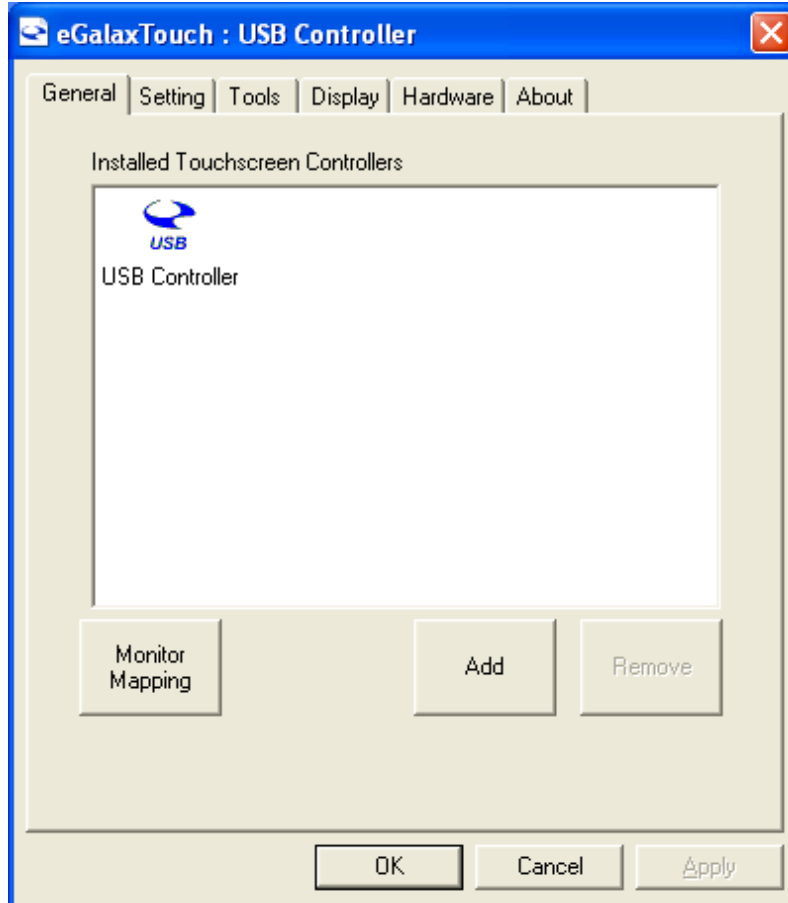 eGalaxTouch : USB Controller
General Setting Tools Display Hardware About
Installed Touchscreen Controllers
USB
USB Controller
Monitor
Mapping
Add
Remove
OK
Cancel
Apply